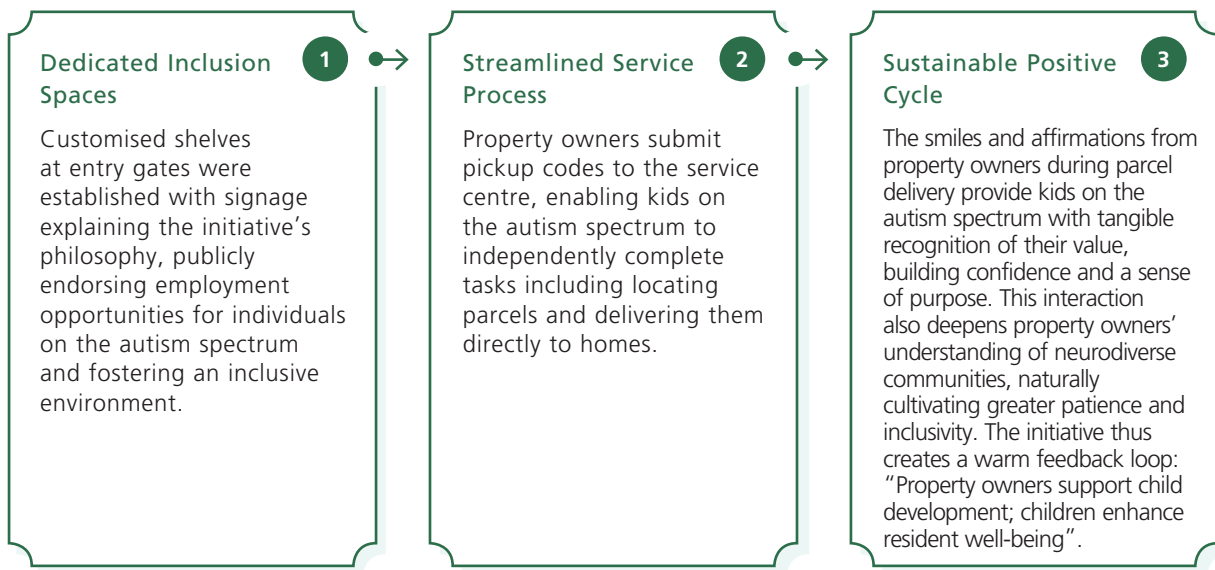 Dedicated Inclusion
Spaces
1
Customised shelves
at entry gates were
established with signage
explaining the initiative's
philosophy, publicly
endorsing employment
opportunities for individuals
on the autism spectrum
and fostering an inclusive
environment.
Streamlined Service
Process
2
Property owners submit
pickup codes to the service
centre, enabling kids on
the autism spectrum to
independently complete
tasks including locating
parcels and delivering them
directly to homes.
Sustainable Positive
Cycle
3
The smiles and affirmations from
property owners during parcel
delivery provide kids on the
autism spectrum with tangible
recognition of their value,
building confidence and a sense
of purpose. This interaction
also deepens property owners'
understanding of neurodiverse
communities, naturally
cultivating greater patience and
inclusivity. The initiative thus
creates a warm feedback loop:
"Property owners support child
development; children enhance
resident well-being".